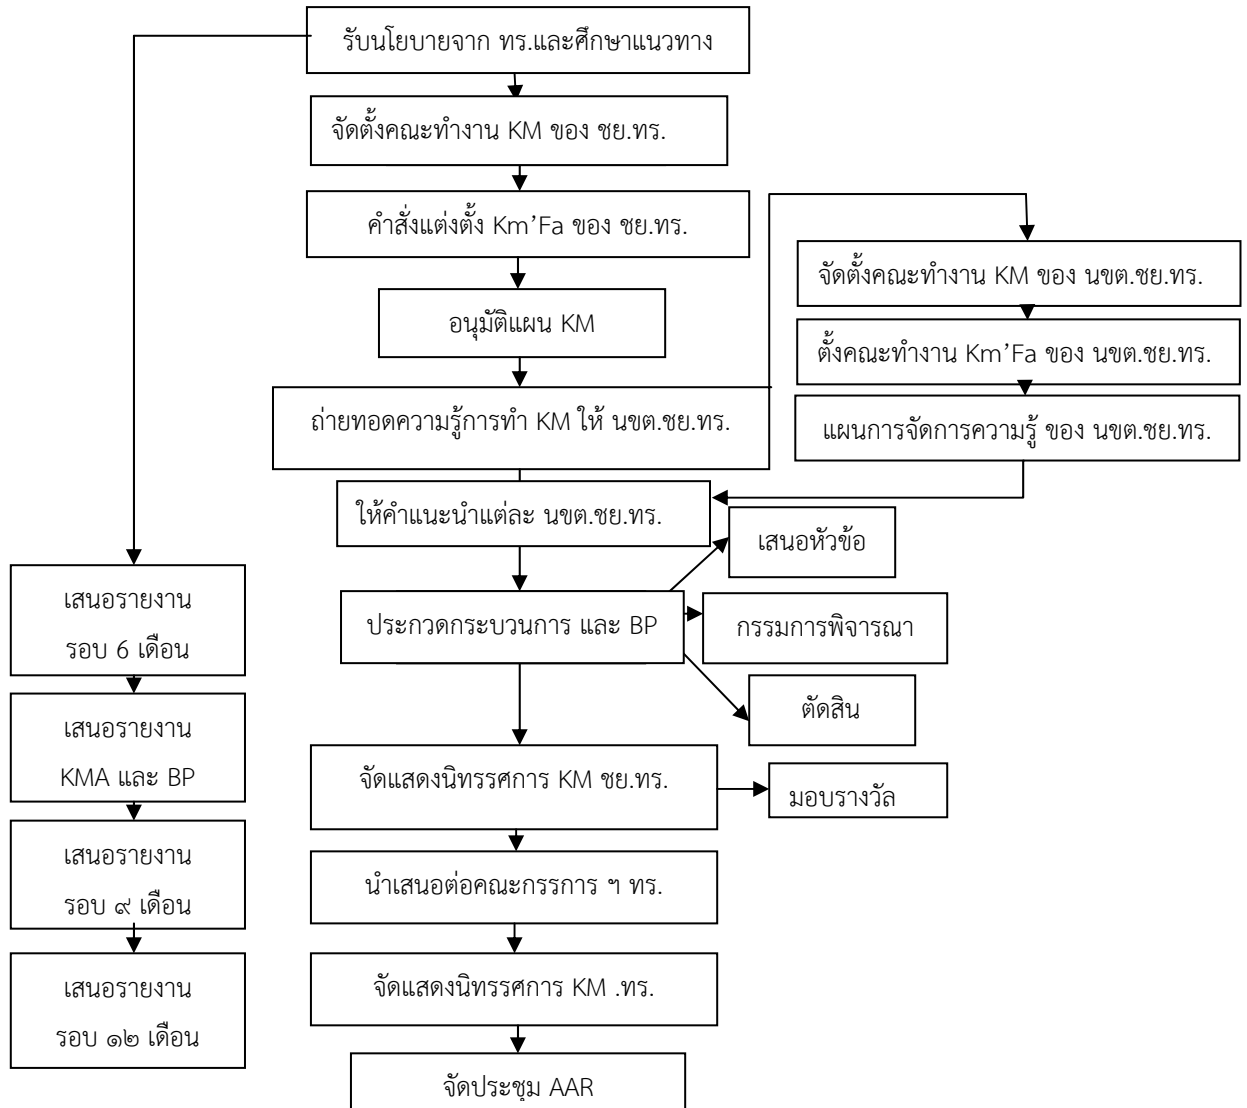 รับนโยบายจาก ทร.และศึกษาแนวทาง
จัดตั้งคณะทำงาน KM ของ ชย.ทร.
คำสั่งแต่งตั้ง Km’Fa ของ ชย.ทร.
อนุมัติแผน KM
ถ่ายทอดความรู้การทำ KM ให้ นขต.ชย.ทร.
จัดตั้งคณะทำงาน KM ของ นขต.ชย.ทร.
ตั้งคณะทำงาน Km’Fa ของ นขต.ชย.ทร.
แผนการจัดการความรู้ ของ นขต.ชย.ทร.
ให้คำแนะนำแต่ละ นขต.ชย.ทร.
ประกวดกระบวนการ และ BP
เสนอหัวข้อ
กรรมการพิจารณา
ตัดสิน
จัดแสดงนิทรรศการ KM ชย.ทร.
มอบรางวัล
นำเสนอต่อคณะกรรการ ฯ ทร.
จัดแสดงนิทรรศการ KM .ทร.
จัดประชุม AAR
เสนอรายงาน
รอบ 6 เดือน
เสนอรายงาน
KMA และ BP
เสนอรายงาน
รอบ ๙ เดือน
เสนอรายงาน
รอบ ๑๒ เดือน